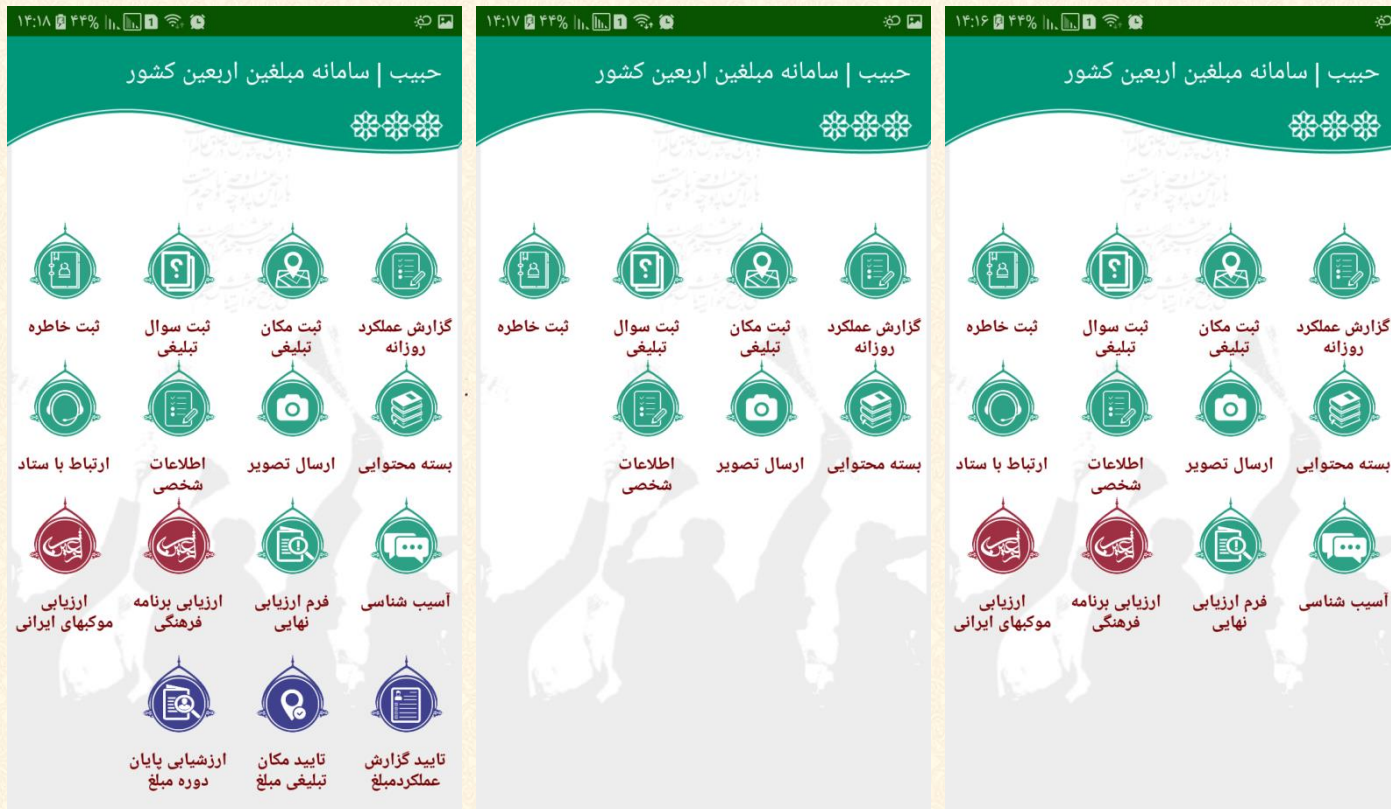 ۱۴:۱۸ ۴۴% 1
حبیب | سامانه مبلغین اربعین کشور
گزارش عملکرد روزانه
ثبت مکان تبلیغی
ثبت سوال تبلیغی
ثبت خاطره
بسته محتوایی
ارسال تصویر
اطلاعات شخصی
ارتباط با ستاد
آسیب شناسی
فرم ارزیابی نهایی
ارزیابی برنامه فرهنگی
ارزیابی موکبهای ایرانی
تایید گزارش عملکردمبلغ
تایید مکان تبلیغی مبلغ
ارزشیابی پایان دوره مبلغ
۱۴:۱۷ ۴۴% 1
حبیب | سامانه مبلغین اربعین کشور
گزارش عملکرد روزانه
ثبت مکان تبلیغی
ثبت سوال تبلیغی
ثبت خاطره
بسته محتوایی
ارسال تصویر
اطلاعات شخصی
۱۴:۱۶ ۴۴% 1
حبیب | سامانه مبلغین اربعین کشور
گزارش عملکرد روزانه
ثبت مکان تبلیغی
ثبت سوال تبلیغی
ثبت خاطره
بسته محتوایی
ارسال تصویر
اطلاعات شخصی
ارتباط با ستاد
آسیب شناسی
فرم ارزیابی نهایی
ارزیابی برنامه فرهنگی
ارزیابی موکبهای ایرانی